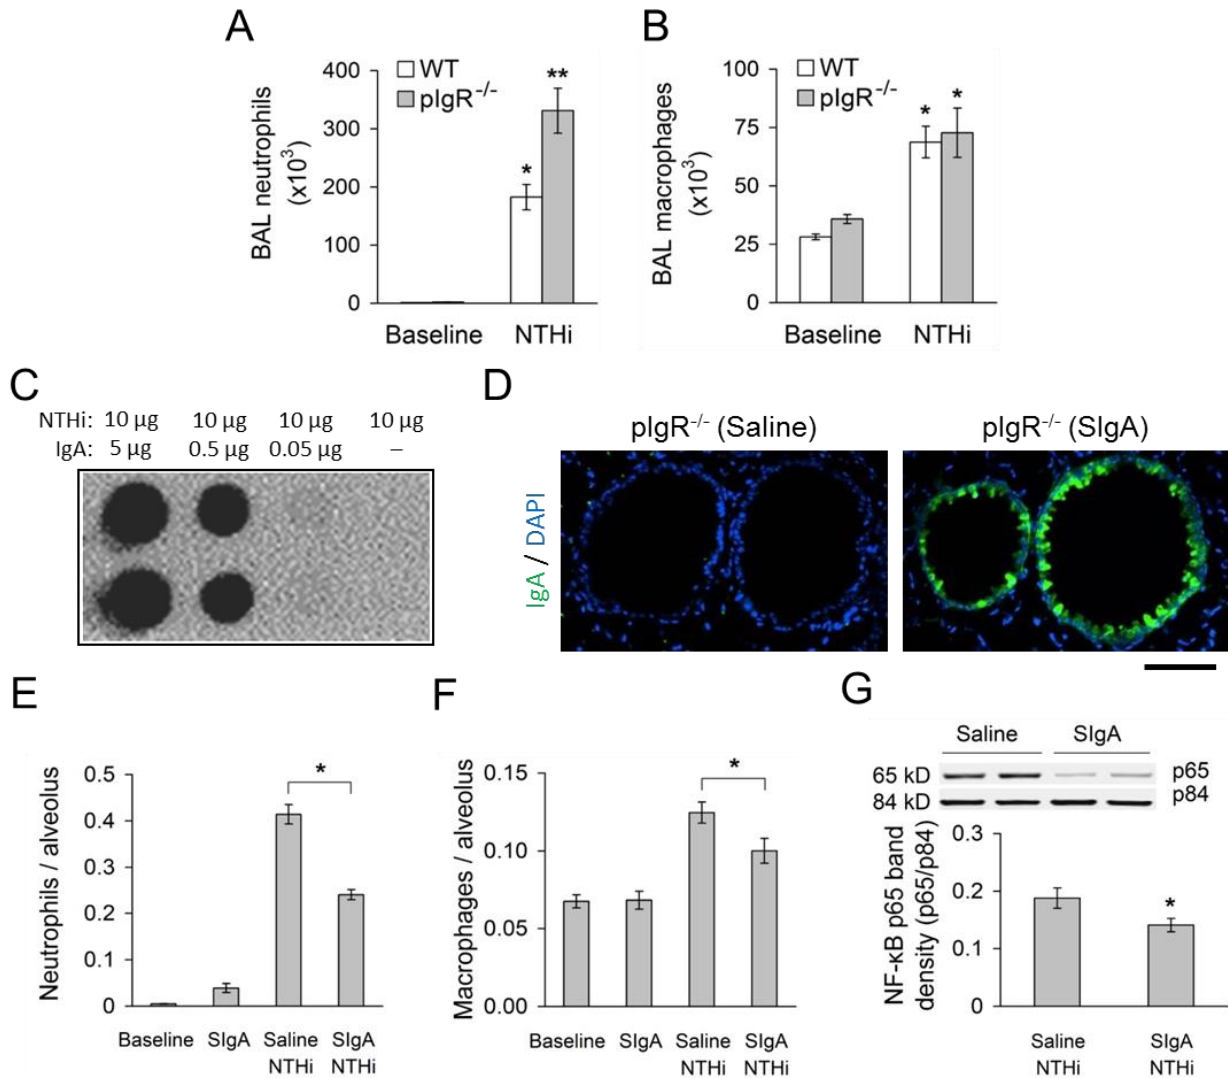 A
B
400
300
200
100
0
BAL neutrophils
(x10³)
WT
pIgR⁻/⁻
*
**
Baseline
NTHi
100
75
50
25
0
BAL macrophages
(x10³)
WT
pIgR⁻/⁻
*
*
Baseline
NTHi
C
NTHi: 10 µg 10 µg 10 µg 10 µg
IgA: 5 µg 0.5 µg 0.05 µg –
D
pIgR⁻/⁻ (Saline)
pIgR⁻/⁻ (SIgA)
IgA / DAPI
E
0.5
0.4
0.3
0.2
0.1
0
Neutrophils / alveolus
*
Baseline SIgA Saline SIgA
NTHi NTHi
F
0.15
0.10
0.05
0.00
Macrophages / alveolus
*
Baseline SIgA Saline SIgA
NTHi NTHi
G
Saline SIgA
65 kD p65
84 kD p84
0.3
0.2
0.1
0
NF-κB p65 band
density (p65/p84)
*
Saline SIgA
NTHi NTHi